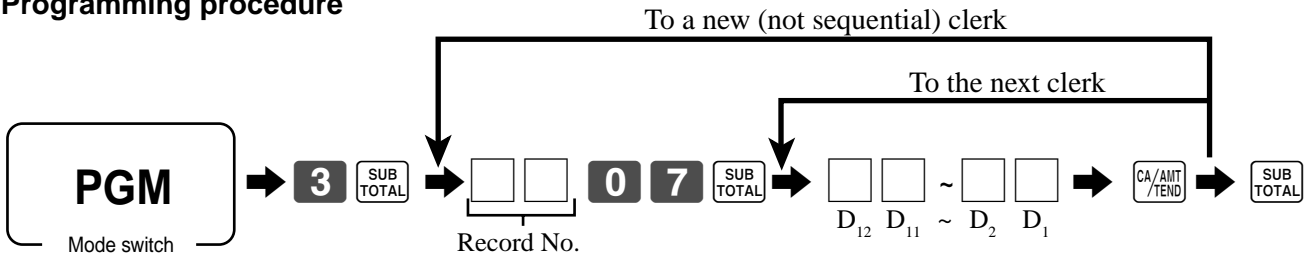 Programming procedure
To a new (not sequential) clerk
To the next clerk
PGM
Mode switch
3 SUB TOTAL
Record No.
0 7 SUB TOTAL
~
D12 D11 ~ D2 D1
CA/AMT /TEND
SUB TOTAL